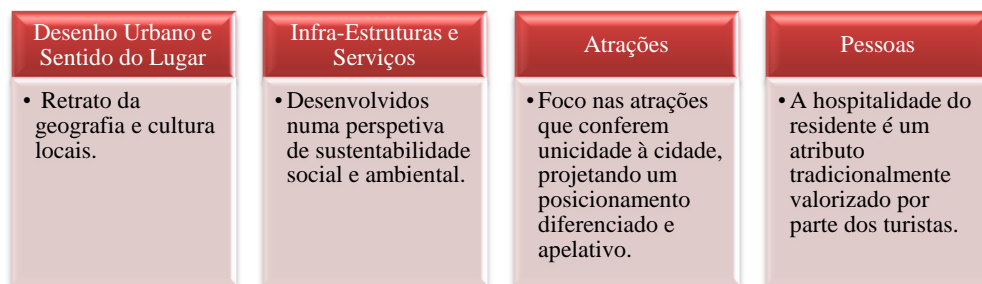 Desenho Urbano e
Sentido do Lugar
• Retrato da
geografia e cultura
locais.
Infra-Estruturas e
Serviços
• Desenvolvidos
numa perspetiva
de sustentabilidade
social e ambiental.
Atrações
• Foco nas atrações
que conferem
unicidade à cidade,
projetando um
posicionamento
diferenciado e
apelativo.
Pessoas
• A hospitalidade do
residente é um
atributo
tradicionalmente
valorizado por
parte dos turistas.